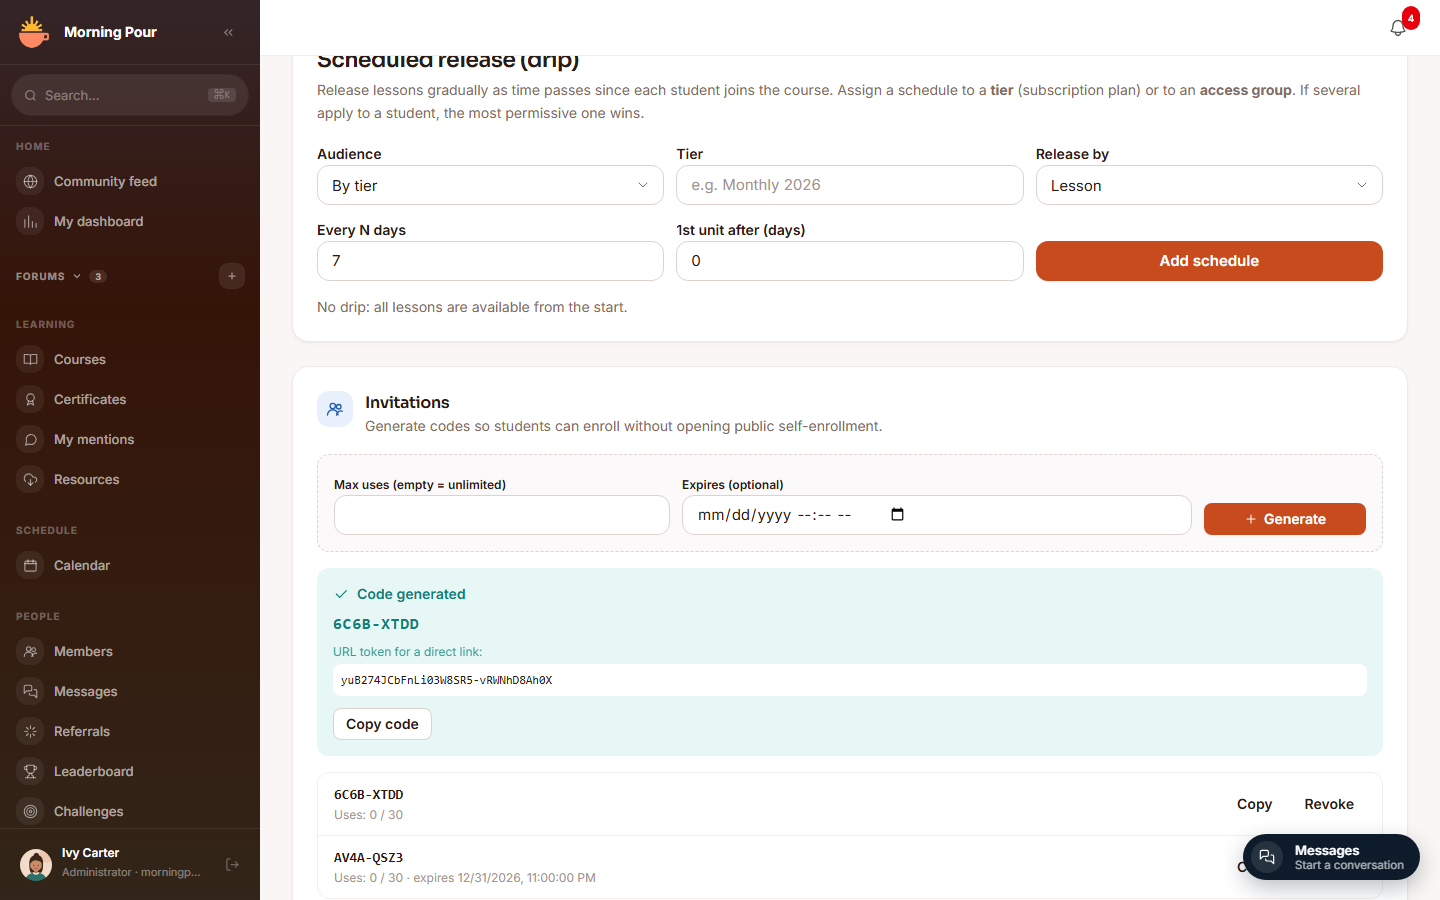 Morning Pour
Search...
⌘K
4
HOME
Community feed
My dashboard
FORUMS
3
LEARNING
Courses
Certificates
My mentions
Resources
SCHEDULE
Calendar
PEOPLE
Members
Messages
Referrals
Leaderboard
Challenges
Ivy Carter
Administrator · morningp...
Scheduled release (drip)
Release lessons gradually as time passes since each student joins the course. Assign a schedule to a tier (subscription plan) or to an access group. If several
apply to a student, the most permissive one wins.
Audience
Tier
Release by
By tier
e.g. Monthly 2026
Lesson
Every N days
1st unit after (days)
7
0
Add schedule
No drip: all lessons are available from the start.
Invitations
Generate codes so students can enroll without opening public self-enrollment.
Max uses (empty = unlimited)
Expires (optional)
mm/dd/yyyy --:-- --
+ Generate
Code generated
6C6B-XTDD
URL token for a direct link:
yuB274JCbFnLi03W8SR5-vRWNhD8Ah0X
Copy code
6C6B-XTDD
Uses: 0 / 30
Copy
Revoke
AV4A-QSZ3
Uses: 0 / 30 · expires 12/31/2026, 11:00:00 PM
Messages
Start a conversation